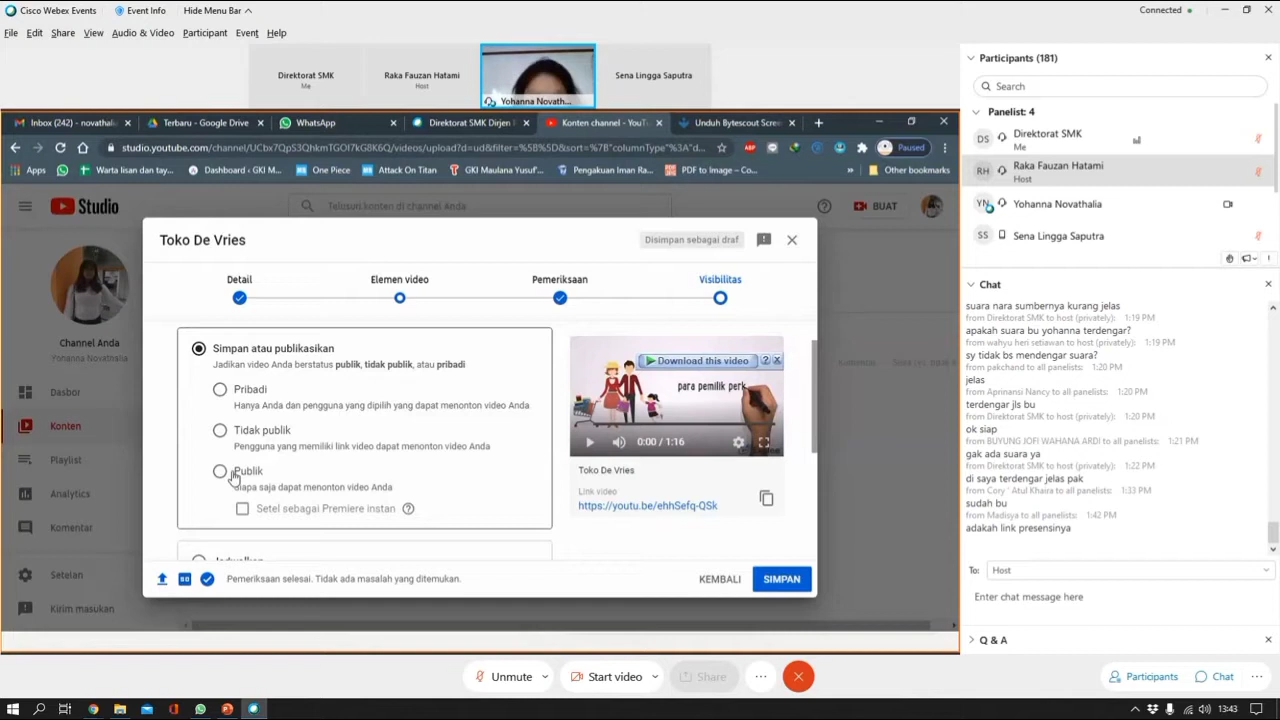 Cisco Webex Events
Event Info
Hide Menu Bar
Connected
File Edit Share View Audio & Video Participant Event Help
Direktorat SMK
Me
Raka Fauzan Hatami
Host
Yohanna Novath...
Sena Lingga Saputra
Inbox (242) - novathali
Terbaru - Google Drive
WhatsApp
Direktorat SMK Dirjen
Konten channel - YouT
Unduh Bytescout Scree
studio.youtube.com/channel/UCbx7QpS3QhkmTGOI7kG8K6Q/videos/upload?d=ud&filter=%5B%5D&sort=%7B"columnType"%3A"d...
Paused
Apps
Warta lisan dan tay...
Dashboard ‹ GKI M...
One Piece
Attack On Titan
GKI Maulana Yusuf...
Pengakuan Iman Ra...
PDF to Image – Co...
Other bookmarks
Studio
Telusuri konten di channel Anda
BUAT
Channel Anda
Yohanna Novathalia
Dasbor
Konten
Playlist
Analytics
Komentar
Setelan
Kirim masukan
Toko De Vries
Disimpan sebagai draf
Detail
Elemen video
Pemeriksaan
Visibilitas
Simpan atau publikasikan
Jadikan video Anda berstatus publik, tidak publik, atau pribadi
Pribadi
Hanya Anda dan pengguna yang dipilih yang dapat menonton video Anda
Tidak publik
Pengguna yang memiliki link video dapat menonton video Anda
Publik
Siapa saja dapat menonton video Anda
Setel sebagai Premiere instan
Jadwalkan
Download this video
para pemilik perk
0:00 / 1:16
Toko De Vries
Link video
https://youtu.be/ehhSefq-QSk
Pemeriksaan selesai. Tidak ada masalah yang ditemukan.
KEMBALI
SIMPAN
Participants (181)
Search
Panelist: 4
DS
Direktorat SMK
Me
RH
Raka Fauzan Hatami
Host
YN
Yohanna Novathalia
SS
Sena Lingga Saputra
Chat
suara nara sumbernya kurang jelas
from Direktorat SMK to host (privately): 1:19 PM
apakah suara bu yohanna terdengar?
from wahyu heri setiawan to host (privately): 1:19 PM
sy tidak bs mendengar suara?
from pakchand to all panelists: 1:20 PM
jelas
from Aprinansi Nancy to all panelists: 1:20 PM
terdengar jls bu
from Direktorat SMK to host (privately): 1:20 PM
ok siap
from BUYUNG JOFI WAHANA ARDI to all panelists: 1:21 PM
gak ada suara ya
from Direktorat SMK to host (privately): 1:22 PM
di saya terdengar jelas pak
from Cory ' Atul Khaira to all panelists: 1:33 PM
sudah bu
from Madisya to all panelists: 1:42 PM
adakah link presensinya
To:
Host
Enter chat message here
Q & A
Unmute
Start video
Share
Participants
Chat
13:43